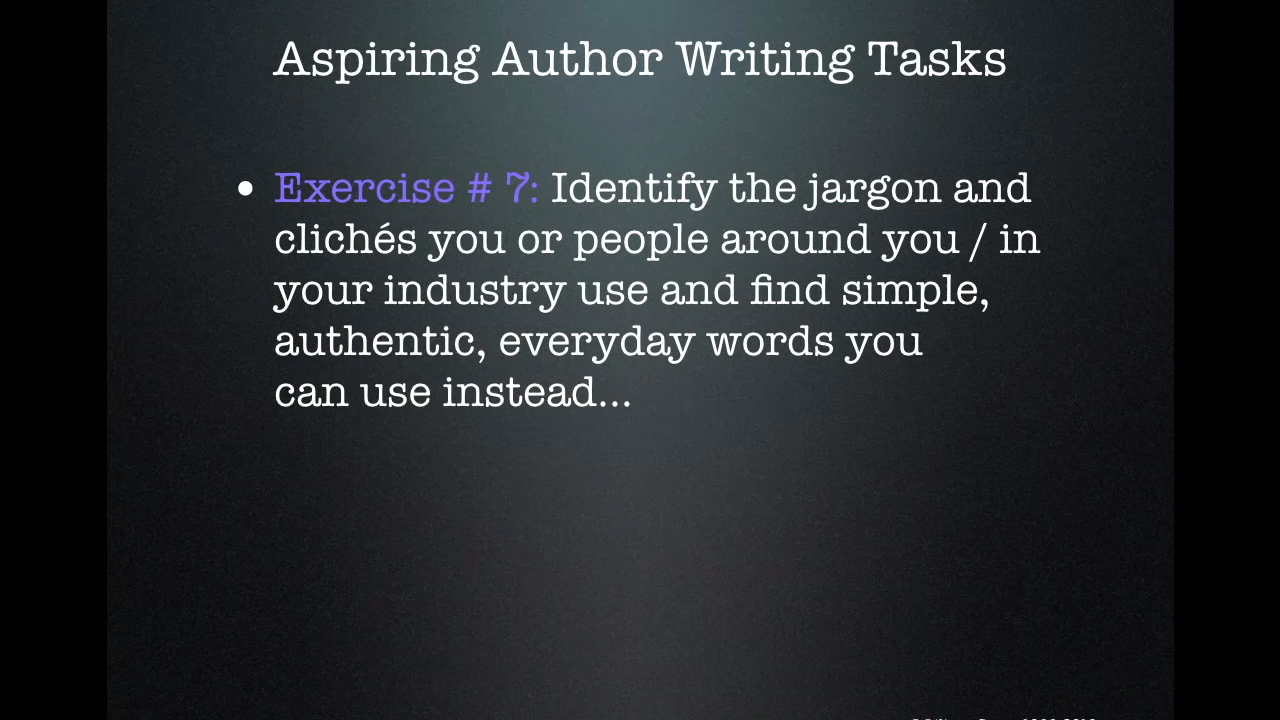 Aspiring Author Writing Tasks
• Exercise # 7: Identify the jargon and
clichés you or people around you / in
your industry use and find simple,
authentic, everyday words you
can use instead...